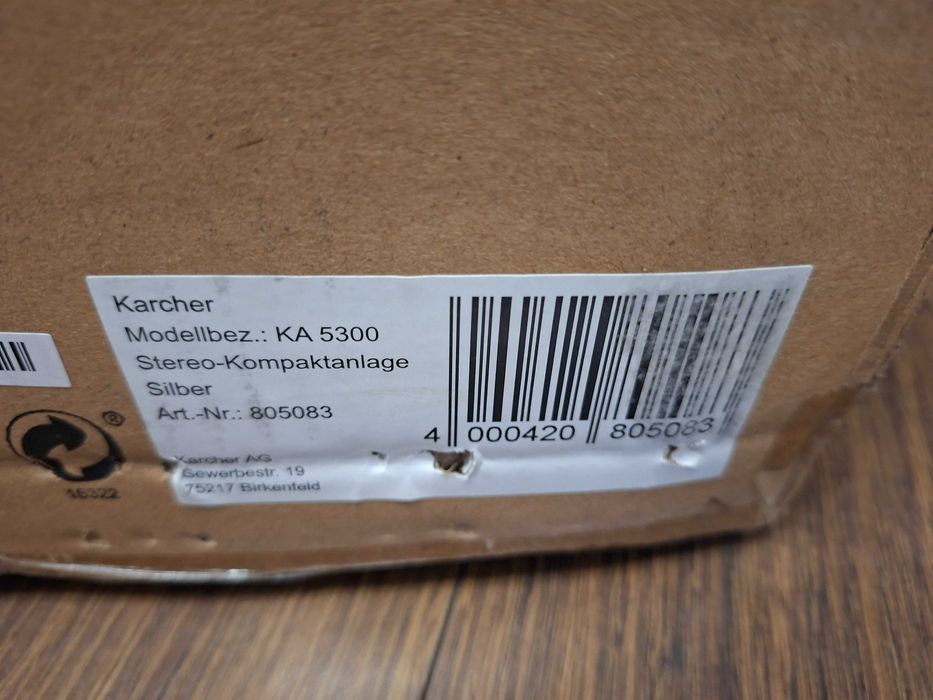 Karcher
Modellbez.: KA 5300
Stereo-Kompaktanlage
Silber
Art.-Nr.: 805083
4 000420 805083
Karcher AG
Gewerbestr. 19
75217 Birkenfeld
®
16322